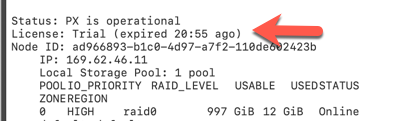 Status: PX is operational
License: Trial (expired 20:55 ago)
Node ID: ad966893-b1c0-4d97-a7f2-110de602423b
IP: 169.62.46.11
Local Storage Pool: 1 pool
POOLIO_PRIORITY RAID_LEVEL USABLE USEDSTATUS
ZONEREGION
0 HIGH raid0 997 GiB 12 GiB Online